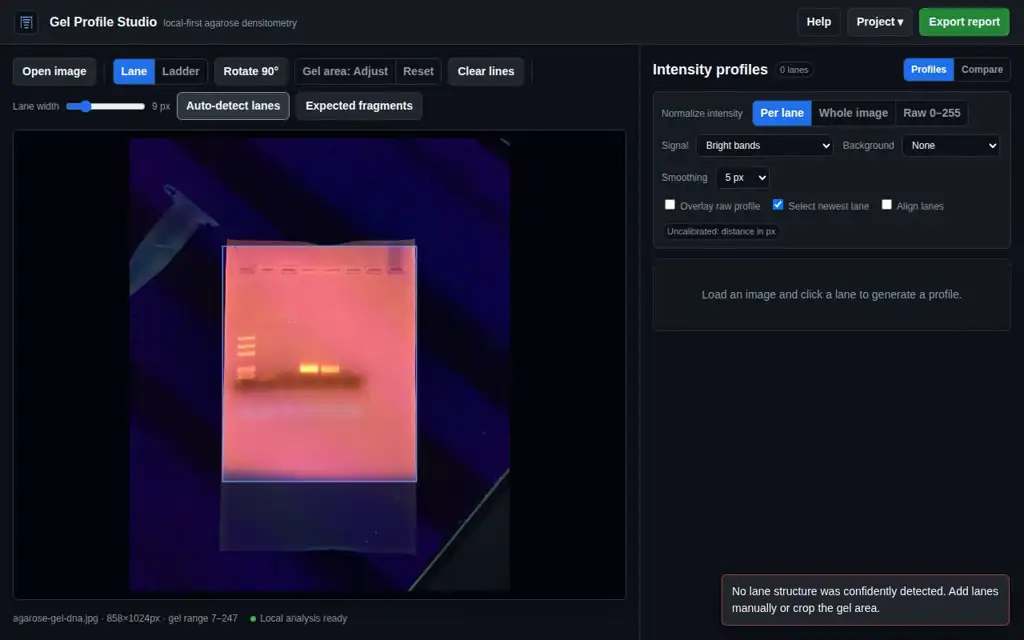 Gel Profile Studio local-first agarose densitometry
Help Project ▾ Export report
Open image Lane Ladder Rotate 90° Gel area: Adjust Reset Clear lines
Lane width 9 px Auto-detect lanes Expected fragments
agarose-gel-dna.jpg · 858×1024px · gel range 7–247 ● Local analysis ready
Intensity profiles 0 lanes Profiles Compare
Normalize intensity Per lane Whole image Raw 0–255
Signal Bright bands Background None
Smoothing 5 px
Overlay raw profile Select newest lane Align lanes
Uncalibrated: distance in px
Load an image and click a lane to generate a profile.
No lane structure was confidently detected. Add lanes
manually or crop the gel area.